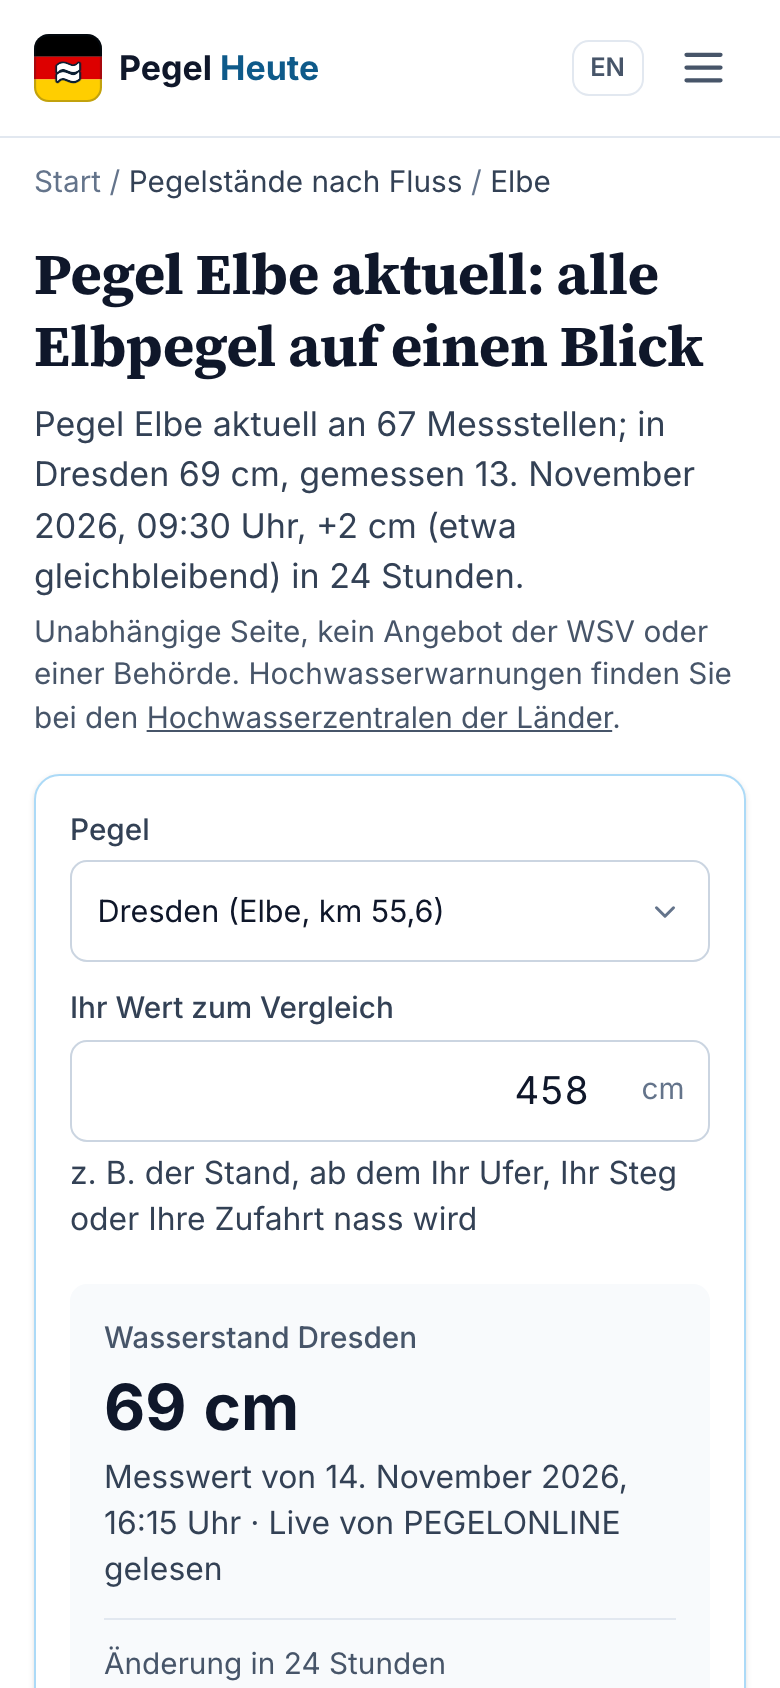 Pegel Heute
EN
Start / Pegelstände nach Fluss / Elbe
Pegel Elbe aktuell: alle
Elbpegel auf einen Blick
Pegel Elbe aktuell an 67 Messstellen; in
Dresden 69 cm, gemessen 13. November
2026, 09:30 Uhr, +2 cm (etwa
gleichbleibend) in 24 Stunden.
Unabhängige Seite, kein Angebot der WSV oder
einer Behörde. Hochwasserwarnungen finden Sie
bei den Hochwasserzentralen der Länder.
Pegel
Dresden (Elbe, km 55,6)
Ihr Wert zum Vergleich
458 cm
z. B. der Stand, ab dem Ihr Ufer, Ihr Steg
oder Ihre Zufahrt nass wird
Wasserstand Dresden
69 cm
Messwert von 14. November 2026,
16:15 Uhr · Live von PEGELONLINE
gelesen
Änderung in 24 Stunden